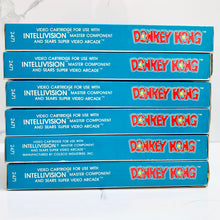 VIDEO CARTRIDGE FOR USE WITH
INTELLIVISION MASTER COMPONENT
AND SEARS SUPER VIDEO ARCADE
DONKEY KONG
VIDEO CARTRIDGE FOR USE WITH
INTELLIVISION MASTER COMPONENT
AND SEARS SUPER VIDEO ARCADE
DONKEY KONG
VIDEO CARTRIDGE FOR USE WITH
INTELLIVISION MASTER COMPONENT
AND SEARS SUPER VIDEO ARCADE
DONKEY KONG
VIDEO CARTRIDGE FOR USE WITH
INTELLIVISION MASTER COMPONENT
AND SEARS SUPER VIDEO ARCADE
DONKEY KONG
VIDEO CARTRIDGE FOR USE WITH
INTELLIVISION MASTER COMPONENT
AND SEARS SUPER VIDEO ARCADE
MANUFACTURED BY COLECO INDUSTRIES, INC.
DONKEY KONG
VIDEO CARTRIDGE FOR USE WITH
INTELLIVISION MASTER COMPONENT
AND SEARS SUPER VIDEO ARCADE
DONKEY KONG